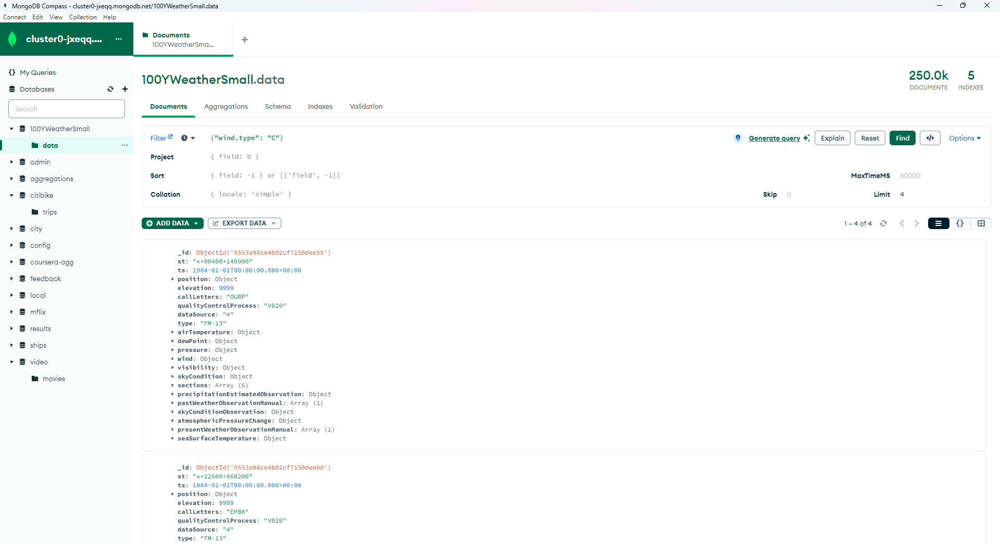 MongoDB Compass - cluster0-jxeqq.mongodb.net/100YWeatherSmall.data
Connect Edit View Collection Help
cluster0-jxeqq....
Documents
100YWeatherSma...
My Queries
Databases
Search
100YWeatherSmall
data
admin
aggregations
citibike
trips
city
config
coursera-agg
feedback
local
mflix
results
ships
video
movies
100YWeatherSmall.data
250.0k
DOCUMENTS
5
INDEXES
Documents Aggregations Schema Indexes Validation
Filter {"wind.type": "C"} Generate query Explain Reset Find </> Options
Project { field: 0 }
Sort { field: -1 } or [['field', -1]] MaxTimeMS 60000
Collation { locale: 'simple' } Skip 0 Limit 4
ADD DATA EXPORT DATA 1 – 4 of 4 {}
_id: ObjectId('5553a98ce4b02cf7150dee55')
st: "x+00400+140900"
ts: 1984-01-01T00:00:00.000+00:00
position: Object
elevation: 9999
callLetters: "OURP"
qualityControlProcess: "V020"
dataSource: "4"
type: "FM-13"
airTemperature: Object
dewPoint: Object
pressure: Object
wind: Object
visibility: Object
skyCondition: Object
sections: Array (6)
precipitationEstimatedObservation: Object
pastWeatherObservationManual: Array (1)
skyConditionObservation: Object
atmosphericPressureChange: Object
presentWeatherObservationManual: Array (1)
seaSurfaceTemperature: Object
_id: ObjectId('5553a98ce4b02cf7150deebd')
st: "x+22600+060200"
ts: 1984-01-01T00:00:00.000+00:00
position: Object
elevation: 9999
callLetters: "EPBK"
qualityControlProcess: "V020"
dataSource: "4"
type: "FM-13"